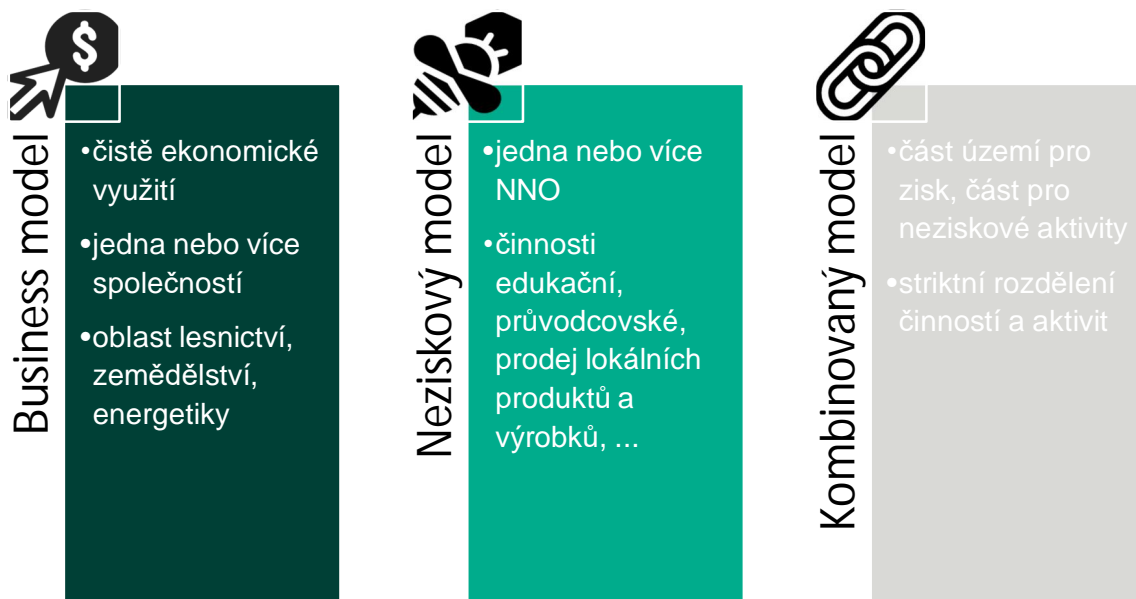 $
Business model
•čistě ekonomické
využití
•jedna nebo více
společností
•oblast lesnictví,
zemědělství,
energetiky
Neziskový model
•jedna nebo více
NNO
•činnosti
edukační,
průvodcovské,
prodej lokálních
produktů a
výrobků, ...
Kombinovaný model
•část území pro
zisk, část pro
neziskové aktivity
•striktní rozdělení
činností a aktivit